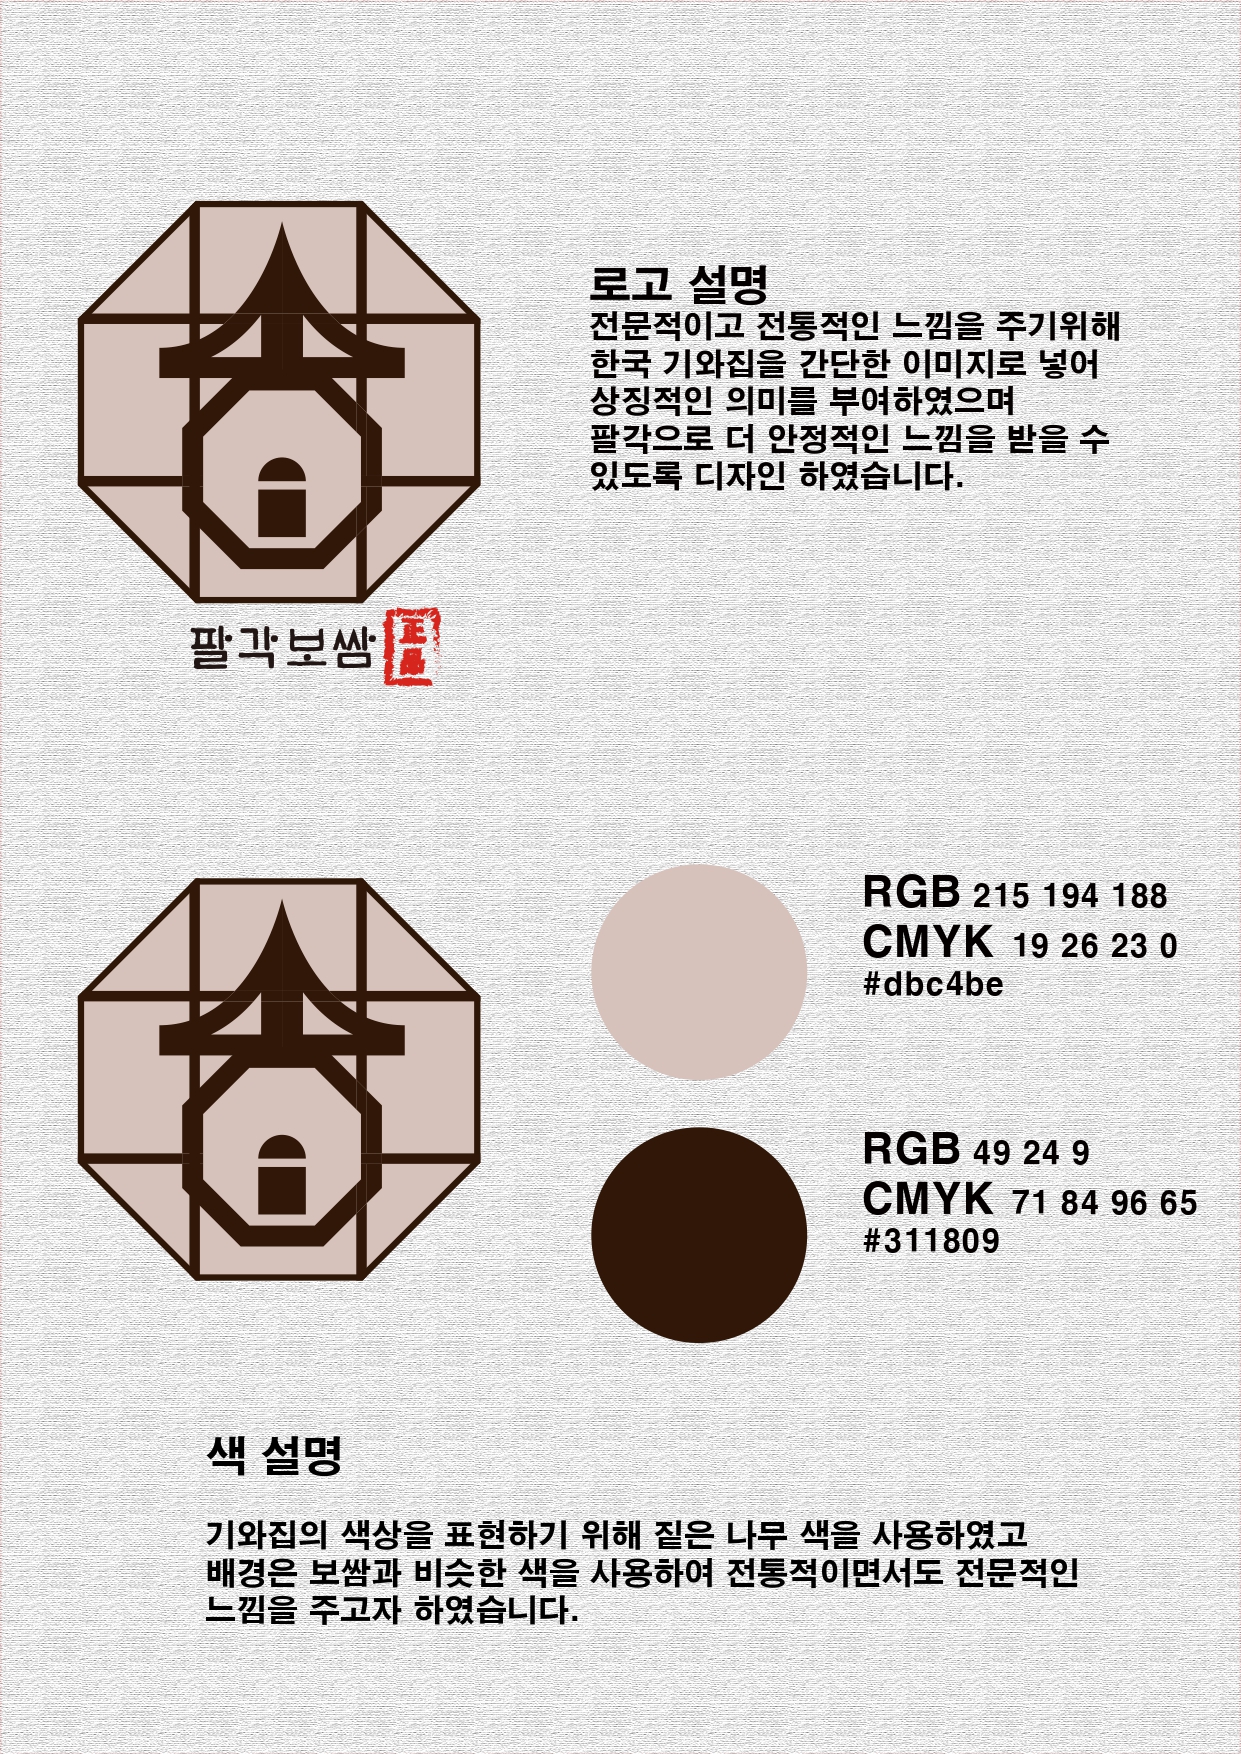 로고 설명
전문적이고 전통적인 느낌을 주기위해
한국 기와집을 간단한 이미지로 넣어
상징적인 의미를 부여하였으며
팔각으로 더 안정적인 느낌을 받을 수
있도록 디자인 하였습니다.
팔각보쌈
正品
RGB 215 194 188
CMYK 19 26 23 0
#dbc4be
RGB 49 24 9
CMYK 71 84 96 65
#311809
색 설명
기와집의 색상을 표현하기 위해 짙은 나무 색을 사용하였고
배경은 보쌈과 비슷한 색을 사용하여 전통적이면서도 전문적인
느낌을 주고자 하였습니다.